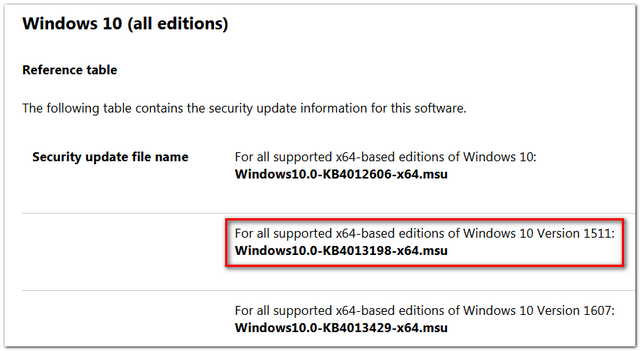 Windows 10 (all editions)
Reference table
The following table contains the security update information for this software.
Security update file name
For all supported x64-based editions of Windows 10:
Windows10.0-KB4012606-x64.msu
For all supported x64-based editions of Windows 10 Version 1511:
Windows10.0-KB4013198-x64.msu
For all supported x64-based editions of Windows 10 Version 1607:
Windows10.0-KB4013429-x64.msu